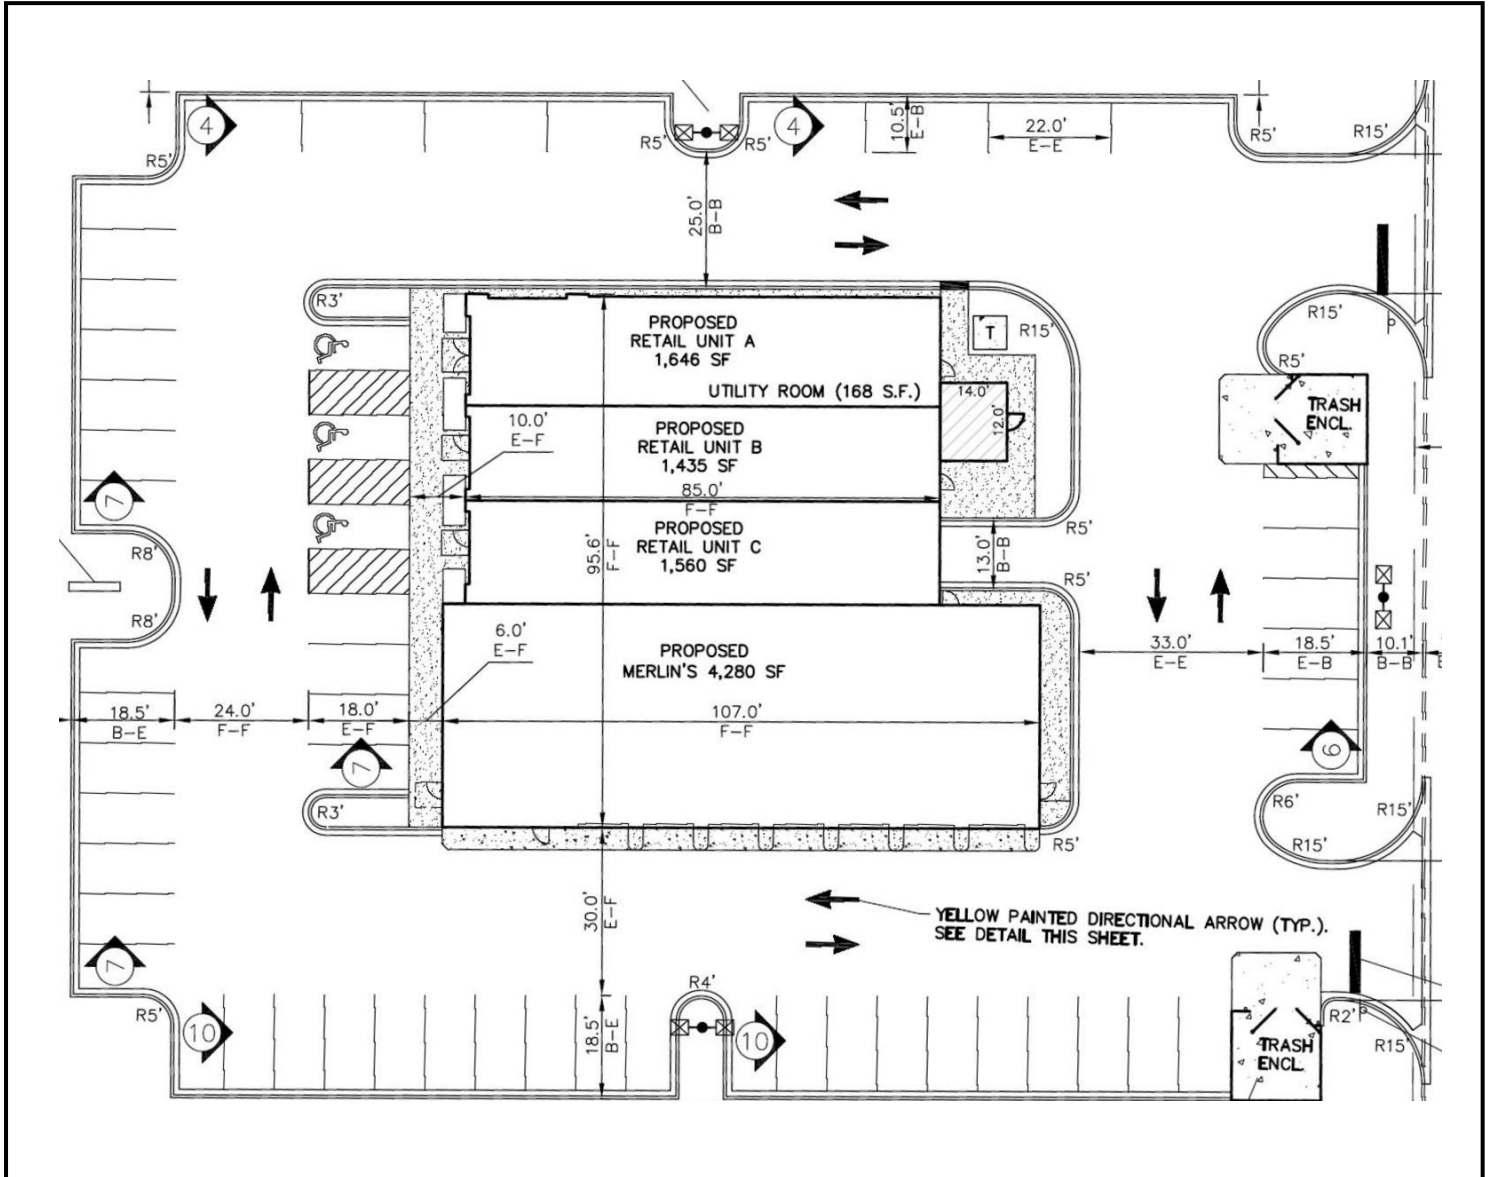 4
4
R5'
R5'
R5'
10.5'
E-B
22.0'
E-E
R5'
R15'
25.0'
B-B
R3'
PROPOSED
RETAIL UNIT A
1,646 SF
T
R15'
R15'
R5'
UTILITY ROOM (168 S.F.)
14.0'
12.0'
TRASH
ENCL.
10.0'
E-F
PROPOSED
RETAIL UNIT B
1,435 SF
85.0'
F-F
7
R8'
R8'
PROPOSED
RETAIL UNIT C
1,560 SF
95.6'
F-F
13.0'
B-B
R5'
R5'
6.0'
E-F
PROPOSED
MERLIN'S 4,280 SF
33.0'
E-E
18.5'
E-B
10.1'
B-B
18.5'
B-E
24.0'
F-F
18.0'
E-F
107.0'
F-F
7
6
R3'
R6'
R15'
R15'
R5'
30.0'
E-F
YELLOW PAINTED DIRECTIONAL ARROW (TYP.).
SEE DETAIL THIS SHEET.
7
R5'
10
18.5'
B-E
R4'
10
R2'
R15'
TRASH
ENCL.